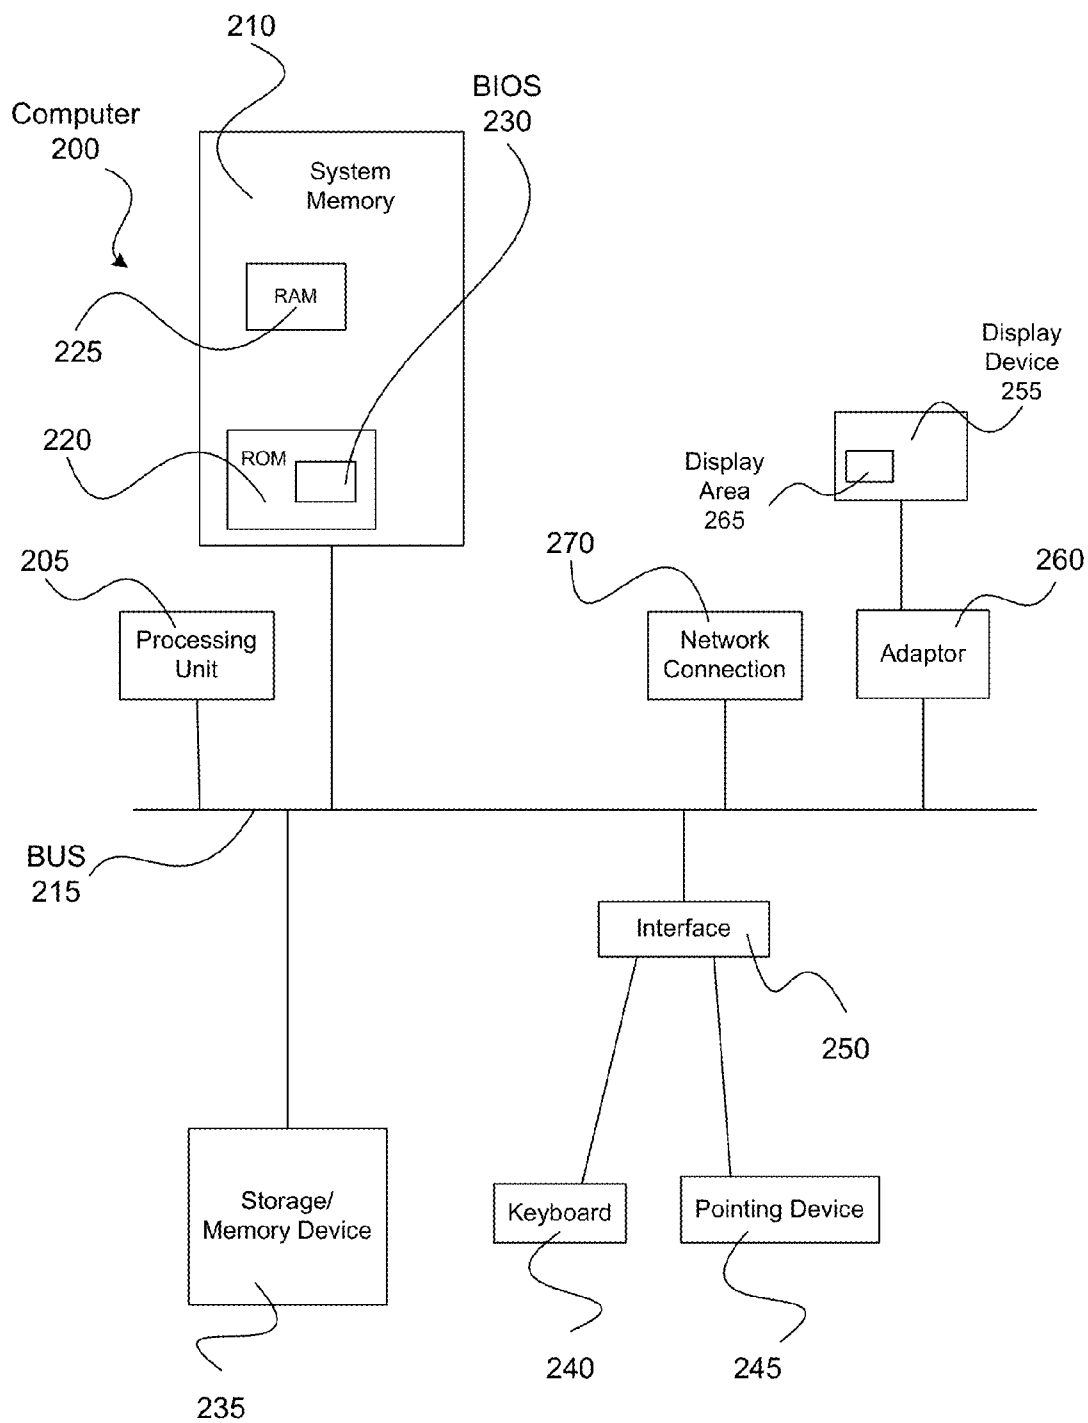 210
BIOS
230
Computer
200
System
Memory
RAM
225
220
ROM
Display
Device
255
Display
Area
265
205
270
260
Processing
Unit
Network
Connection
Adaptor
BUS
215
Interface
250
Storage/
Memory Device
Keyboard
Pointing Device
240
245
235